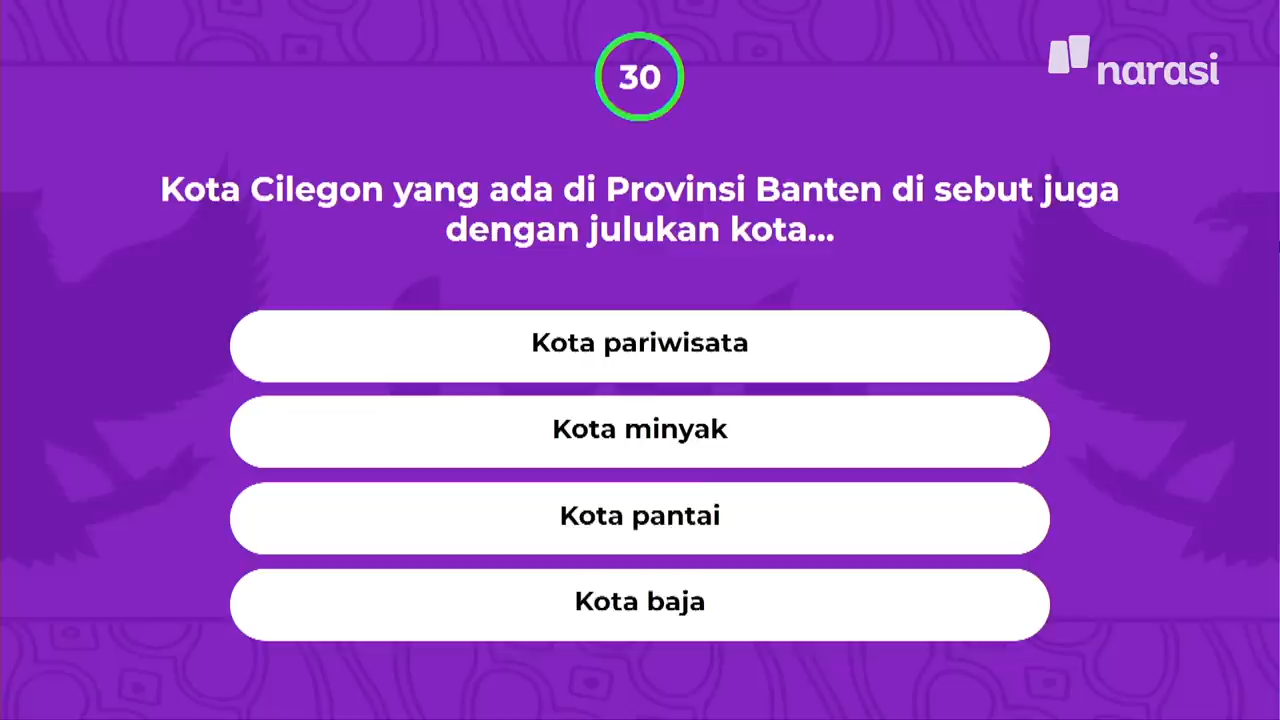 30
narasi
Kota Cilegon yang ada di Provinsi Banten di sebut juga
dengan julukan kota...
Kota pariwisata
Kota minyak
Kota pantai
Kota baja